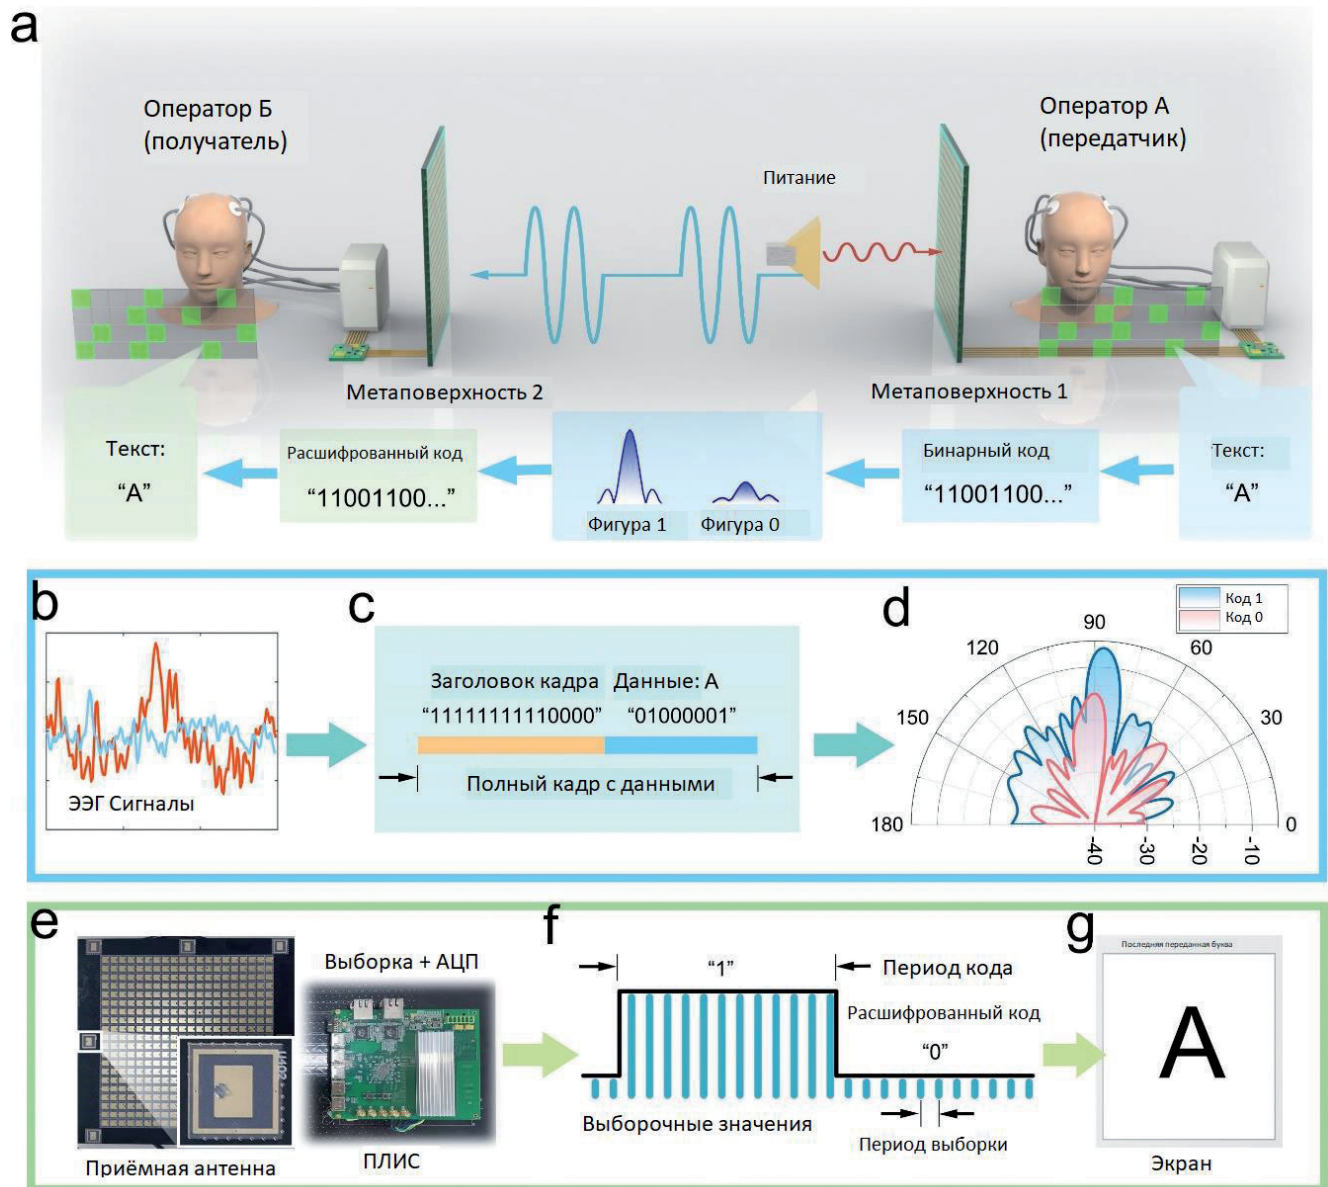 a
Оператор Б
(получатель)
Оператор А
(передатчик)
Питание
Метаповерхность 2
Метаповерхность 1
Текст:
“А”
Расшифрованный код
“11001100...”
Фигура 1
Фигура 0
Бинарный код
“11001100...”
Текст:
“А”
b
ЭЭГ Сигналы
c
Заголовок кадра
Данные: А
“11111111110000”
“01000001”
Полный кадр с данными
d
Код 1
Код 0
90
120
60
150
30
180
0
-40
-30
-20
-10
e
Выборка + АЦП
Приёмная антенна
ПЛИС
f
“1”
Период кода
Расшифрованный код
“0”
Выборочные значения
Период выборки
g
Последняя переданная буква
А
Экран